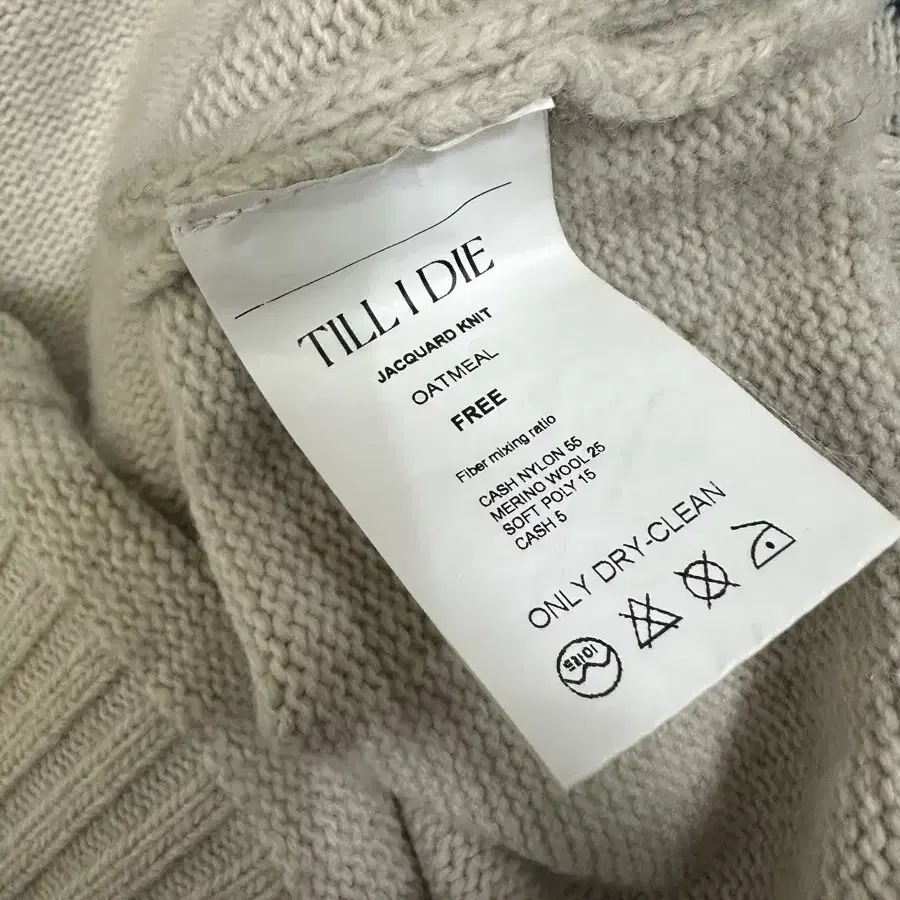 TILL I DIE
JACQUARD KNIT
OATMEAL
FREE
Fiber mixing ratio
CASH NYLON 55
MERINO WOOL 25
SOFT POLY 15
CASH 5
ONLY DRY-CLEAN
드라이